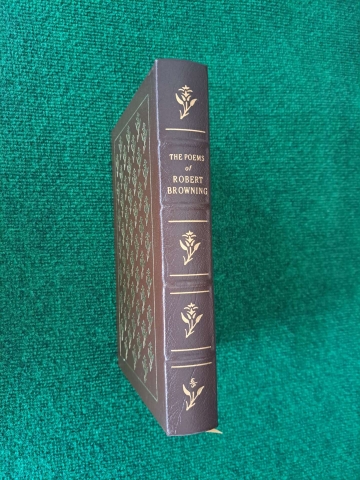 THE POEMS
of
ROBERT
BROWNING